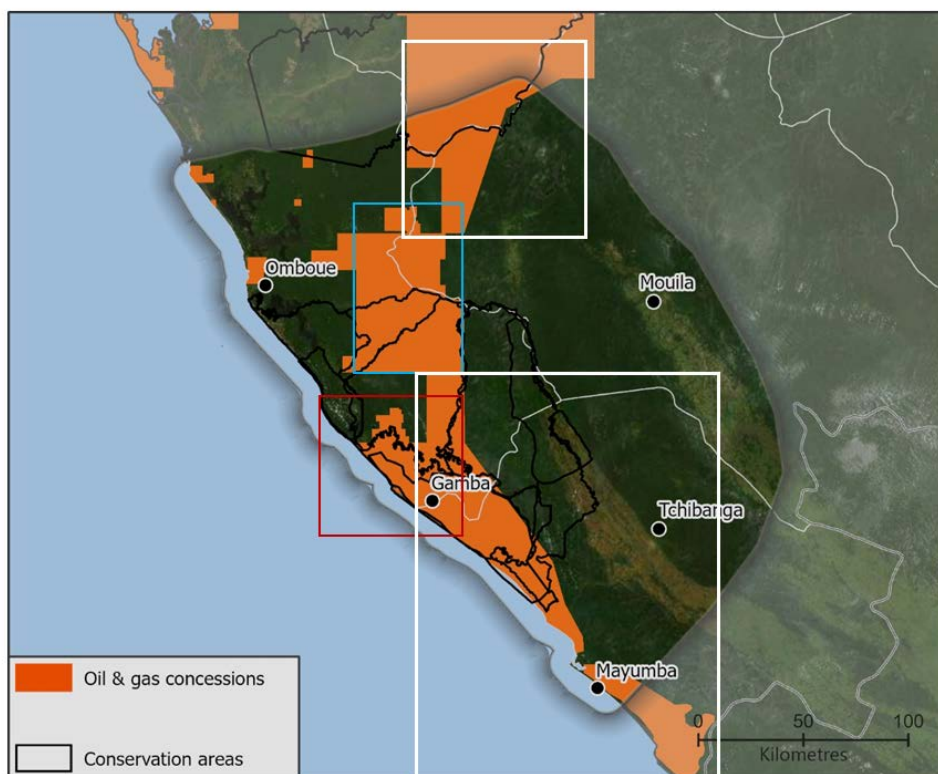 Omboue
Mouila
Gamba
Tchibanga
Mayumba
Oil & gas concessions
Conservation areas
0 50 100
Kilometres